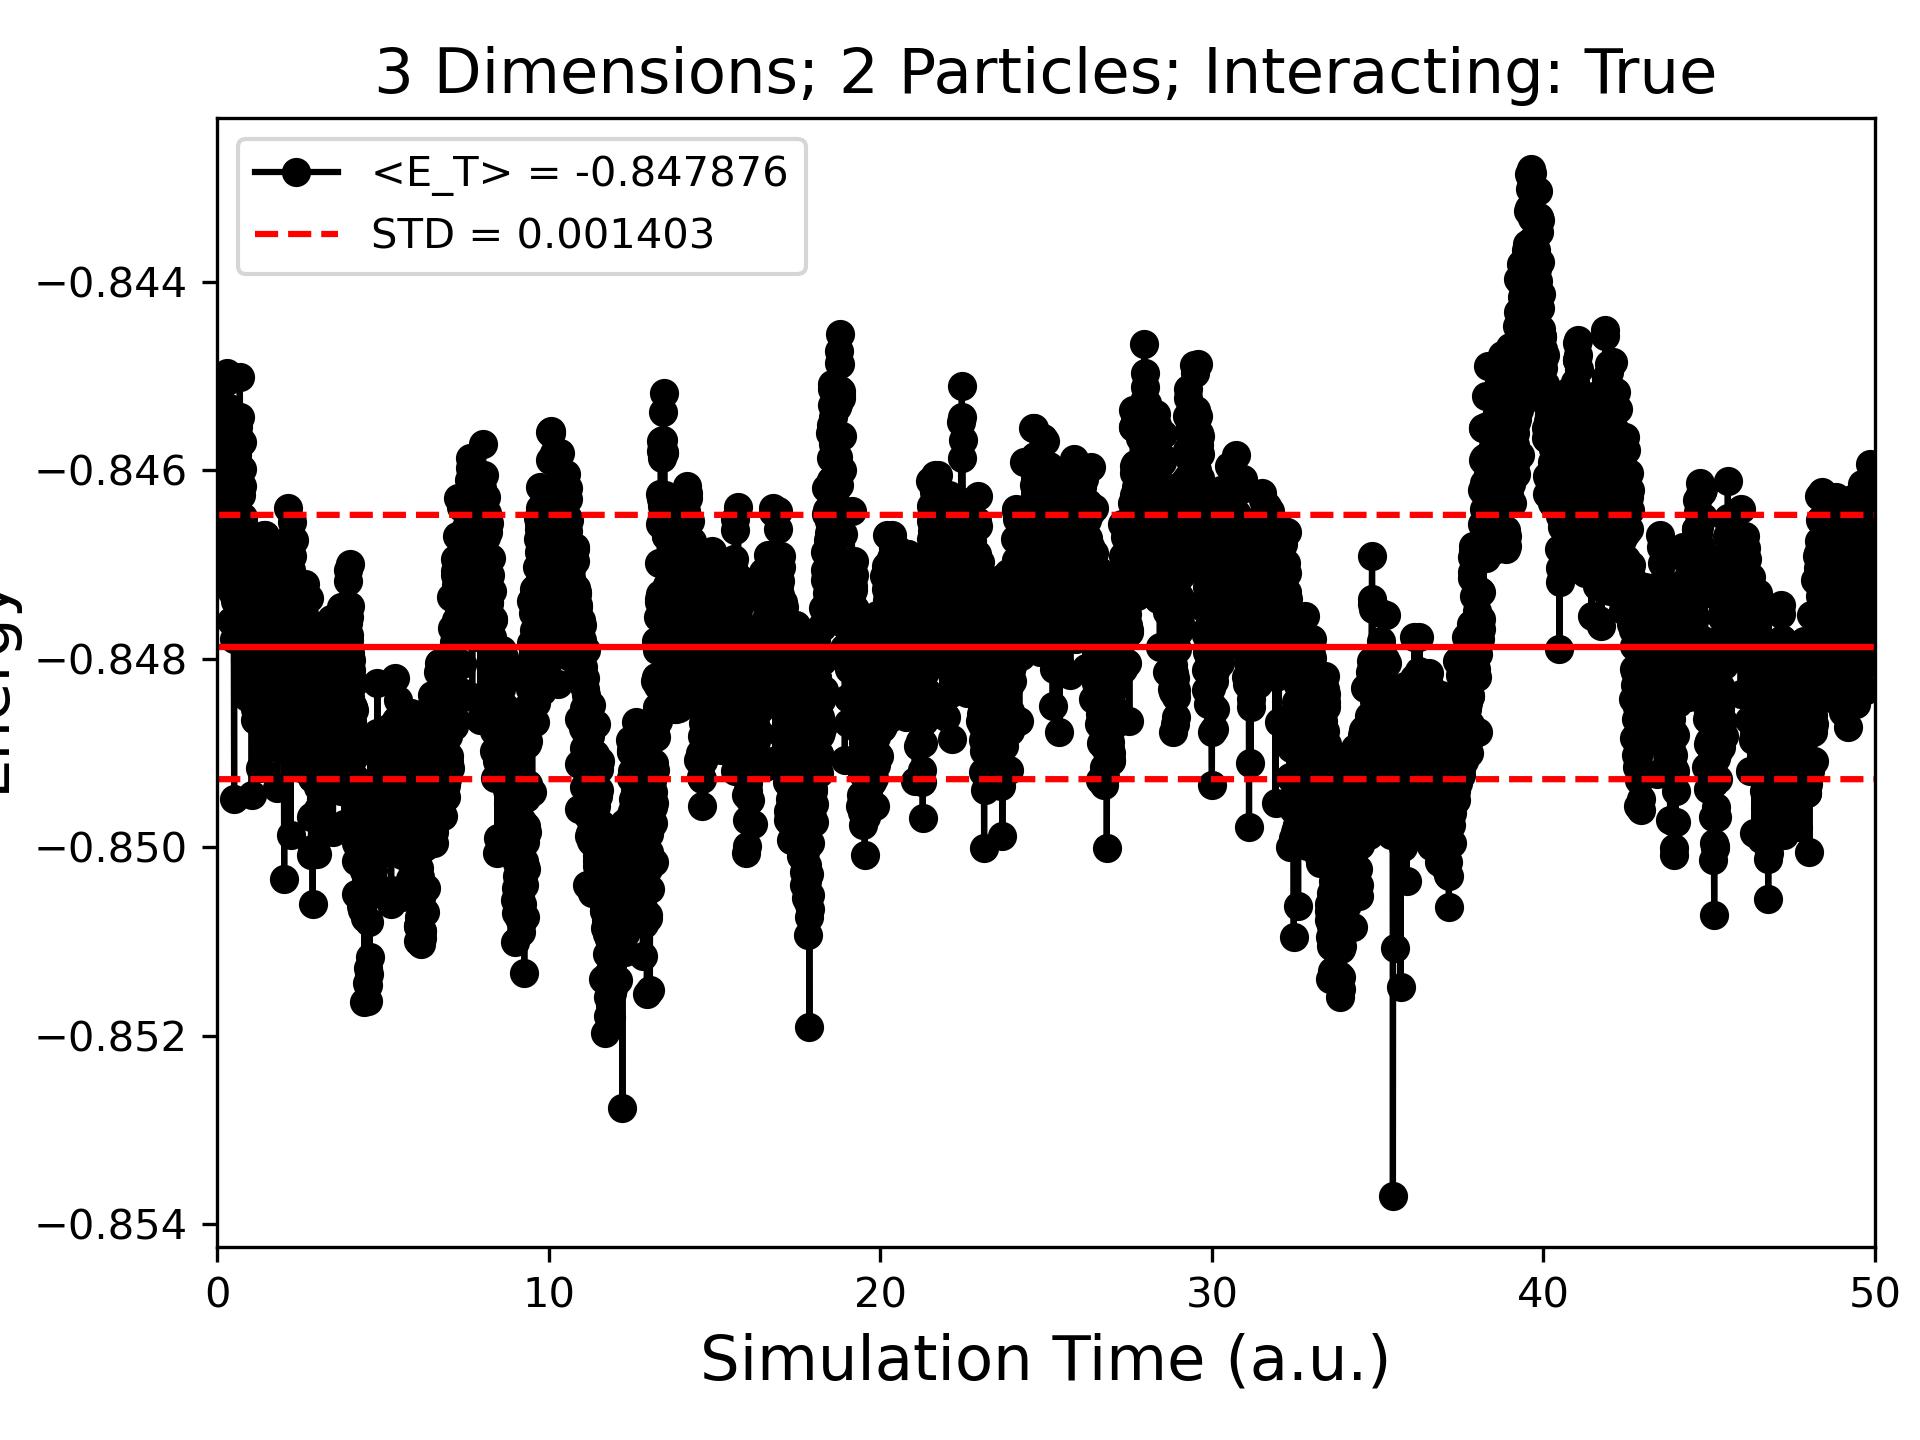 3 Dimensions; 2 Particles; Interacting: True
<E_T> = -0.847876
STD = 0.001403
Energy
−0.844
−0.846
−0.848
−0.850
−0.852
−0.854
0 10 20 30 40 50
Simulation Time (a.u.)